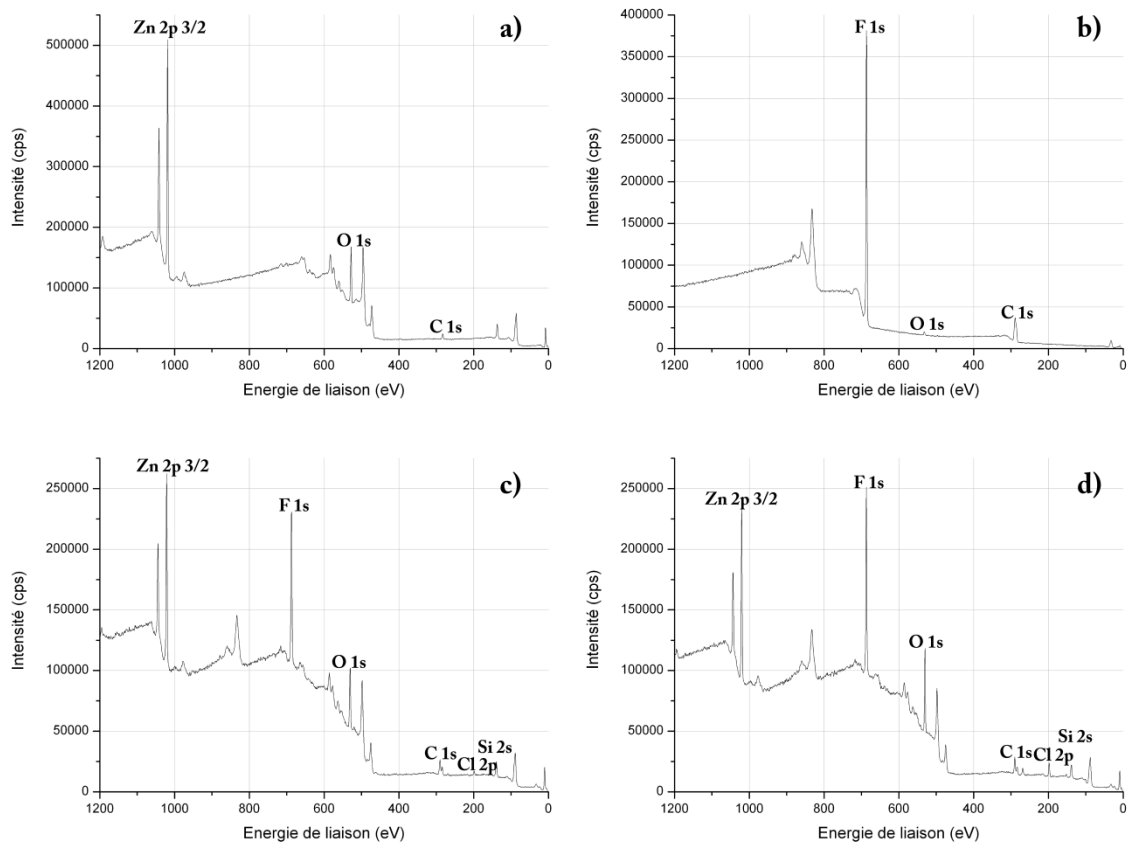 a)
Zn 2p 3/2
O 1s
C 1s
500000
400000
300000
200000
100000
0
1200 1000 800 600 400 200 0
Intensité (cps)
Energie de liaison (eV)
b)
F 1s
O 1s
C 1s
400000
350000
300000
250000
200000
150000
100000
50000
0
1200 1000 800 600 400 200 0
Intensité (cps)
Energie de liaison (eV)
c)
Zn 2p 3/2
F 1s
O 1s
Si 2s
C 1s
Cl 2p
250000
200000
150000
100000
50000
0
1200 1000 800 600 400 200 0
Intensité (cps)
Energie de liaison (eV)
d)
F 1s
Zn 2p 3/2
O 1s
Si 2s
C 1s Cl 2p
250000
200000
150000
100000
50000
0
1200 1000 800 600 400 200 0
Intensité (cps)
Energie de liaison (eV)